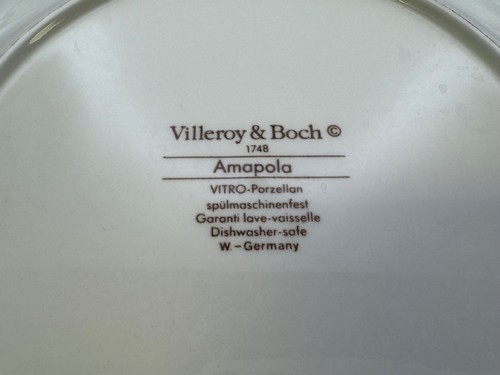 Villeroy & Boch ©
1748
Amapola
VITRO-Porzellan
spülmaschinenfest
Garanti lave-vaisselle
Dishwasher-safe
W.-Germany